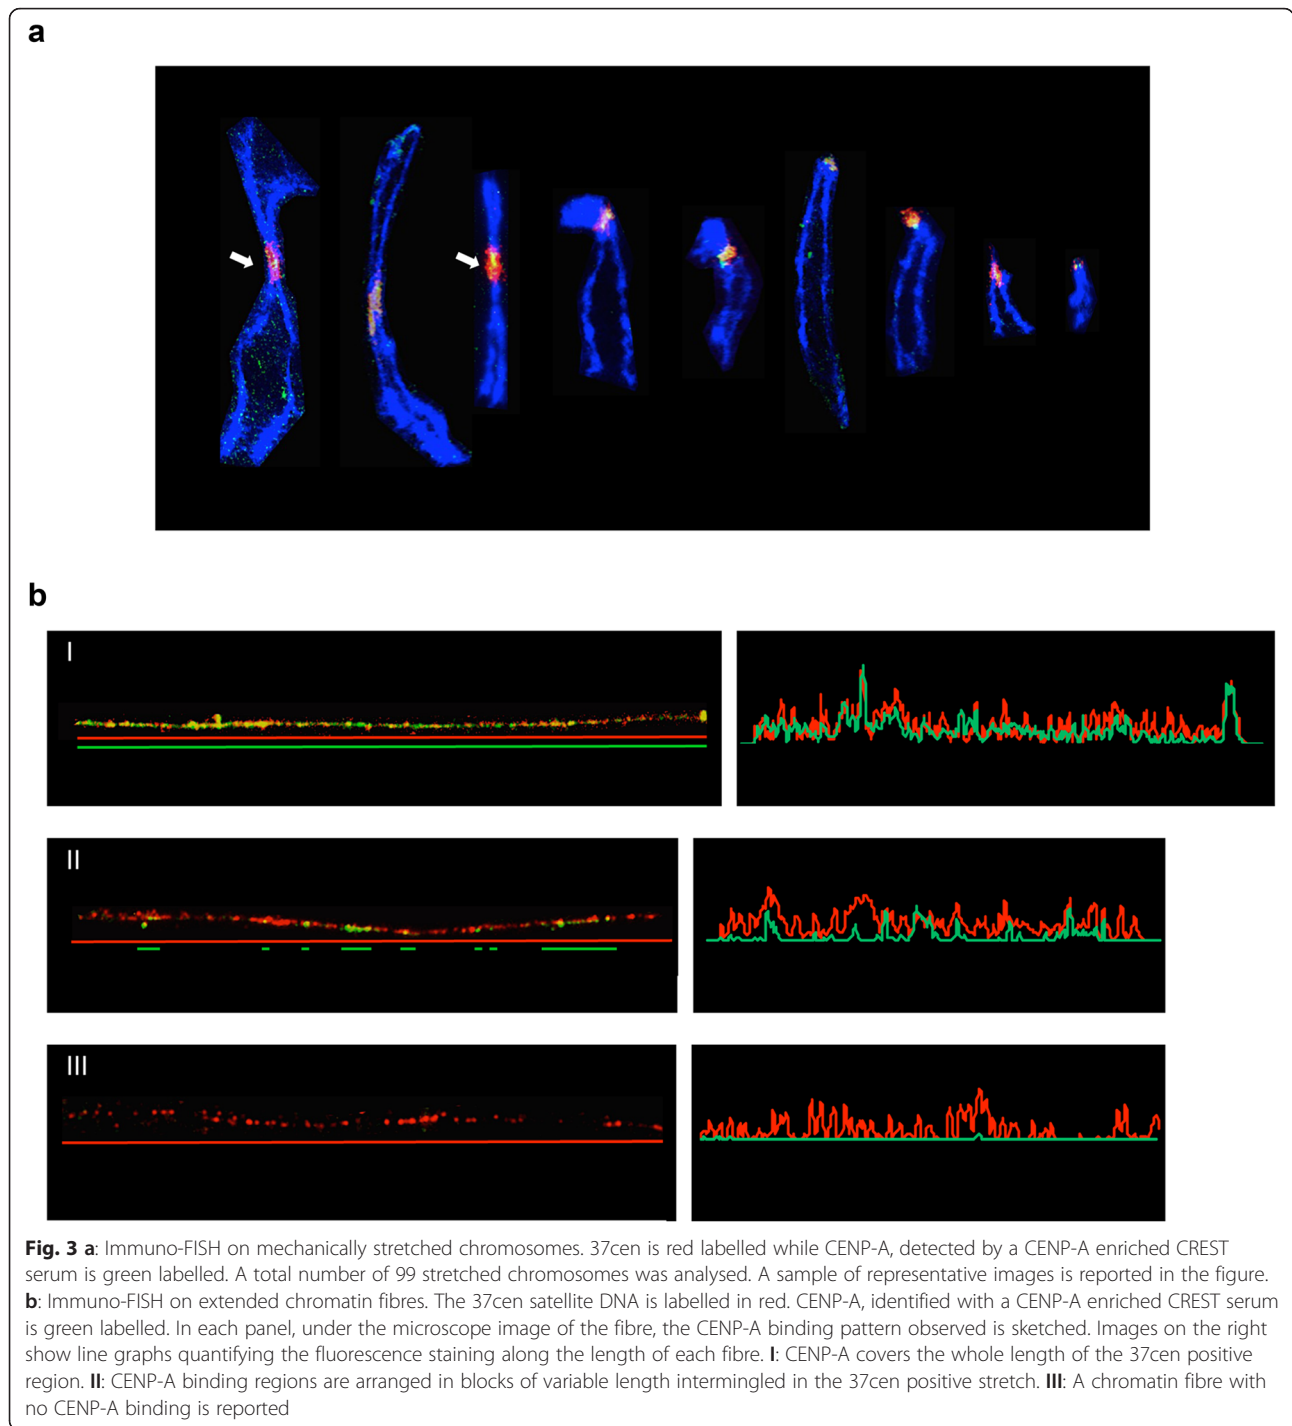 a
b
I
II
III
Fig. 3 a: Immuno-FISH on mechanically stretched chromosomes. 37cen is red labelled while CENP-A, detected by a CENP-A enriched CREST
serum is green labelled. A total number of 99 stretched chromosomes was analysed. A sample of representative images is reported in the figure.
b: Immuno-FISH on extended chromatin fibres. The 37cen satellite DNA is labelled in red. CENP-A, identified with a CENP-A enriched CREST serum
is green labelled. In each panel, under the microscope image of the fibre, the CENP-A binding pattern observed is sketched. Images on the right
show line graphs quantifying the fluorescence staining along the length of each fibre. I: CENP-A covers the whole length of the 37cen positive
region. II: CENP-A binding regions are arranged in blocks of variable length intermingled in the 37cen positive stretch. III: A chromatin fibre with
no CENP-A binding is reported